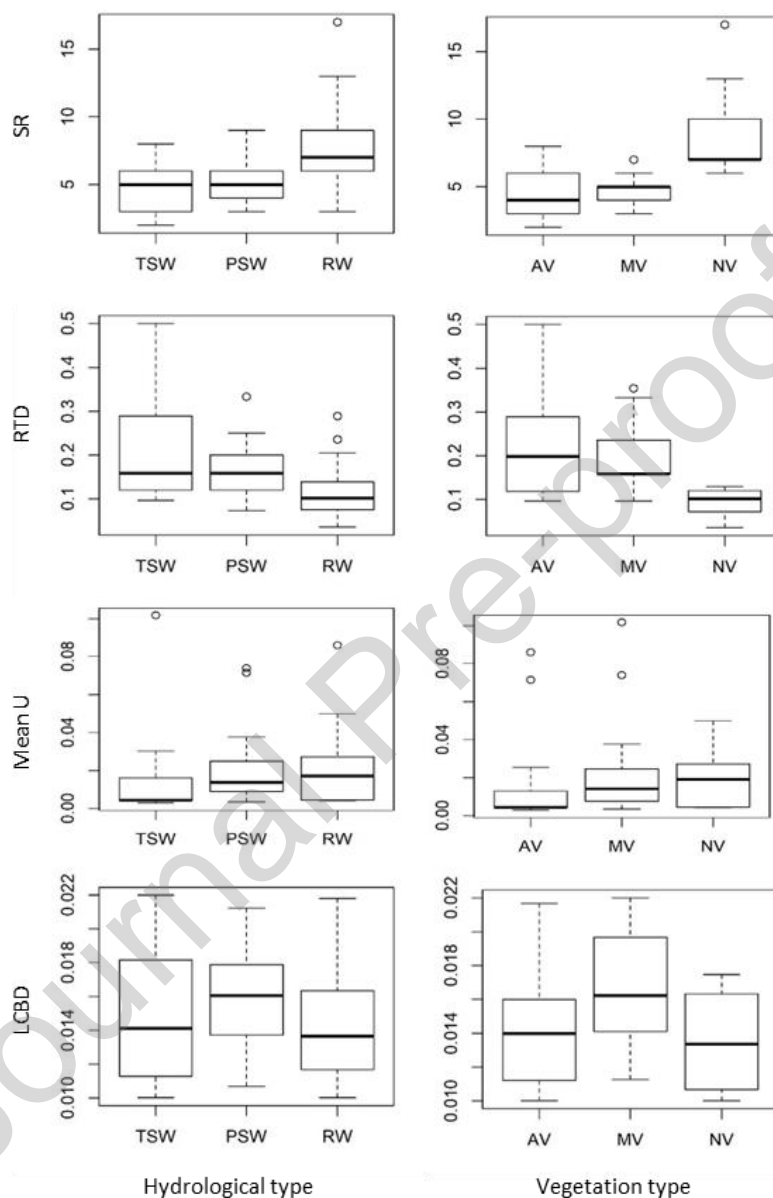 SR
15
10
5
TSW PSW RW
15
10
5
AV MV NV
RTD
0.5
0.4
0.3
0.2
0.1
TSW PSW RW
0.5
0.4
0.3
0.2
0.1
AV MV NV
Mean U
0.08
0.04
0.00
TSW PSW RW
0.08
0.04
0.00
AV MV NV
LCBD
0.022
0.018
0.014
0.010
TSW PSW RW
0.022
0.018
0.014
0.010
AV MV NV
Hydrological type
Vegetation type
Journal Pre-proof